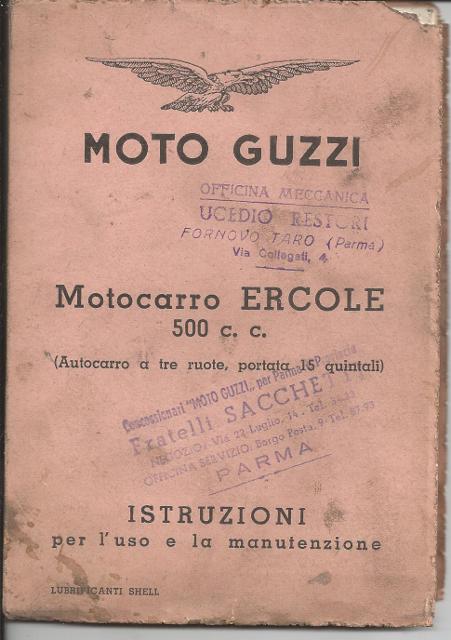 MOTO GUZZI
OFFICINA MECCANICA
UCEDIO RESTORI
FORNOVO TARO (Parma)
Via Collegati, 4
Motocarro ERCOLE
500 c. c.
(Autocarro a tre ruote, portata 15 quintali)
Concessionari "MOTO GUZZI" per Parma e Provincia
Fratelli SACCHETTI
NEGOZIO: Via 22 Luglio, 14 - Tel.
OFFICINA SERVIZIO: Borgo Posta, 9 - Tel.
PARMA
ISTRUZIONI
per l'uso e la manutenzione
LUBRIFICANTI SHELL